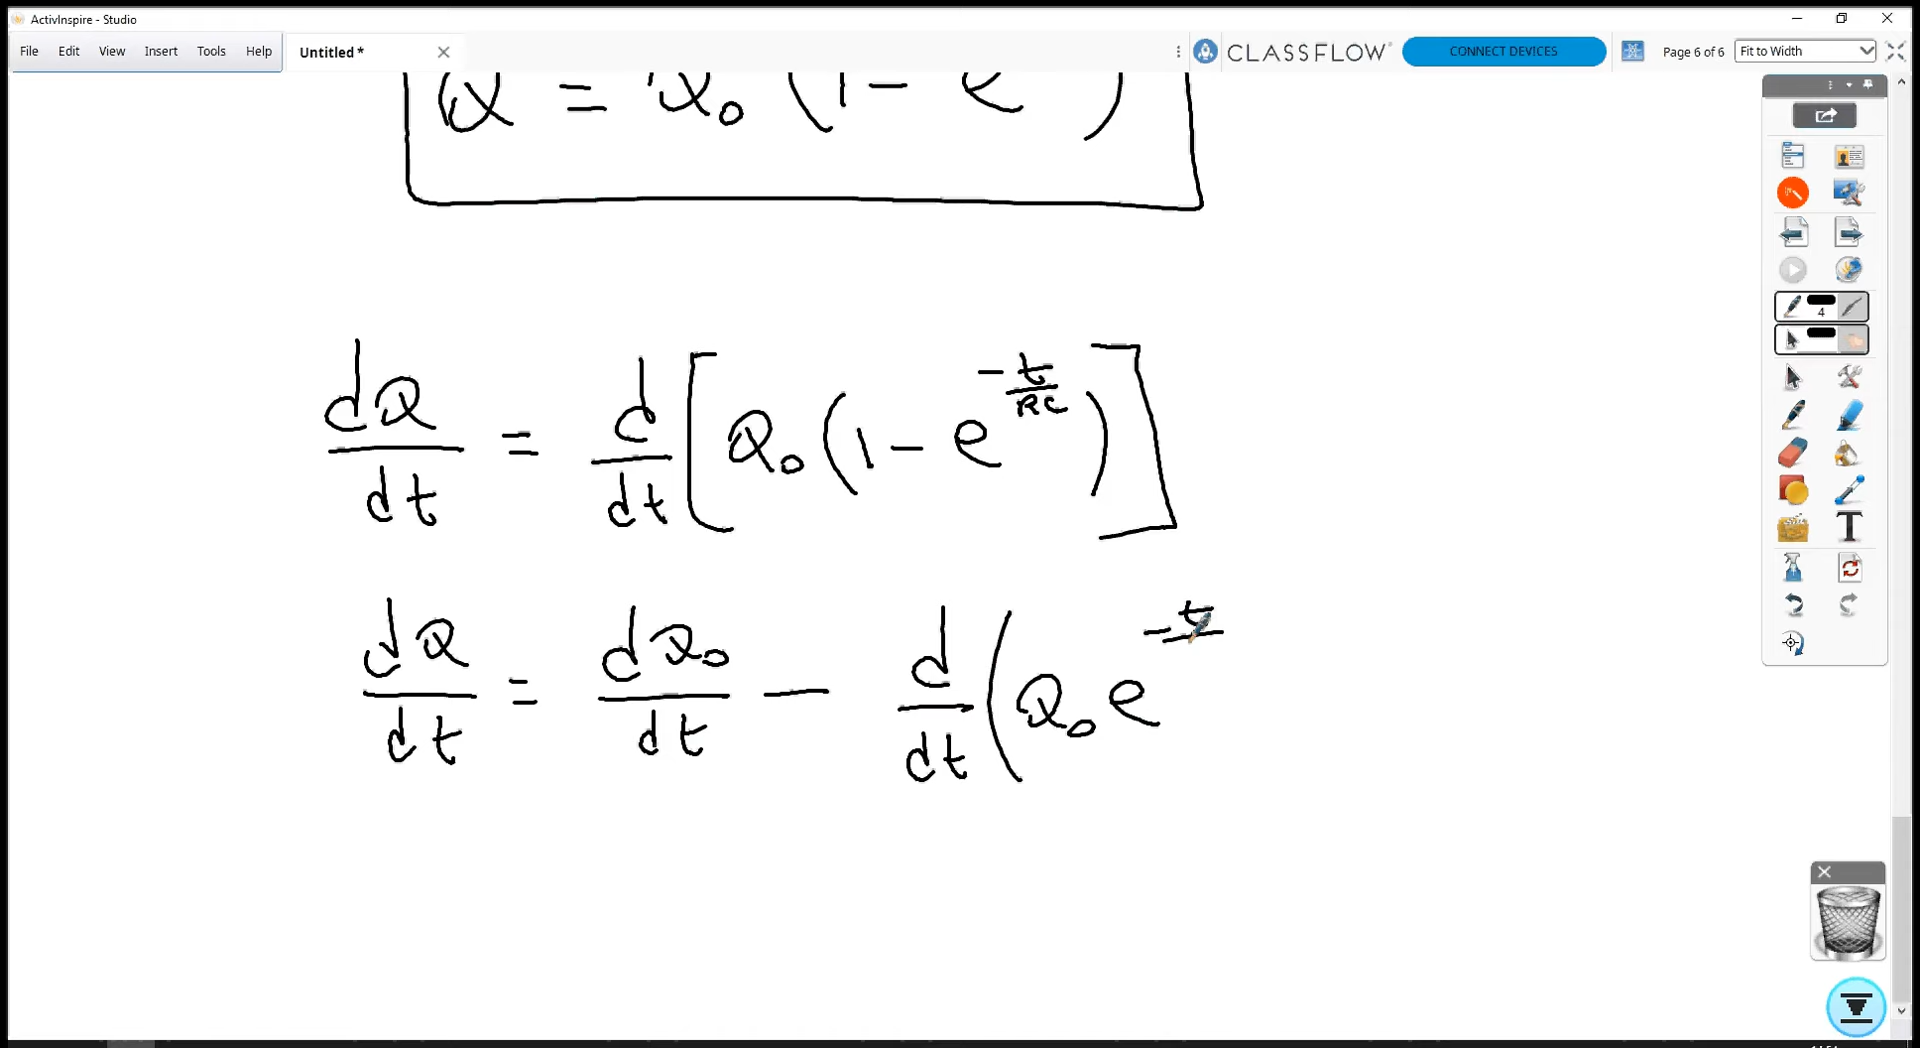 ActivInspire - Studio
File Edit View Insert Tools Help Untitled * CLASSFLOW CONNECT DEVICES Page 6 of 6 Fit to Width
Q = Q₀ (1 - e )
4
dQ/dt = d/dt [Q₀ (1 - e^(-t/RC))]
T
dQ/dt = dQ₀/dt - d/dt (Q₀ e^(-t/